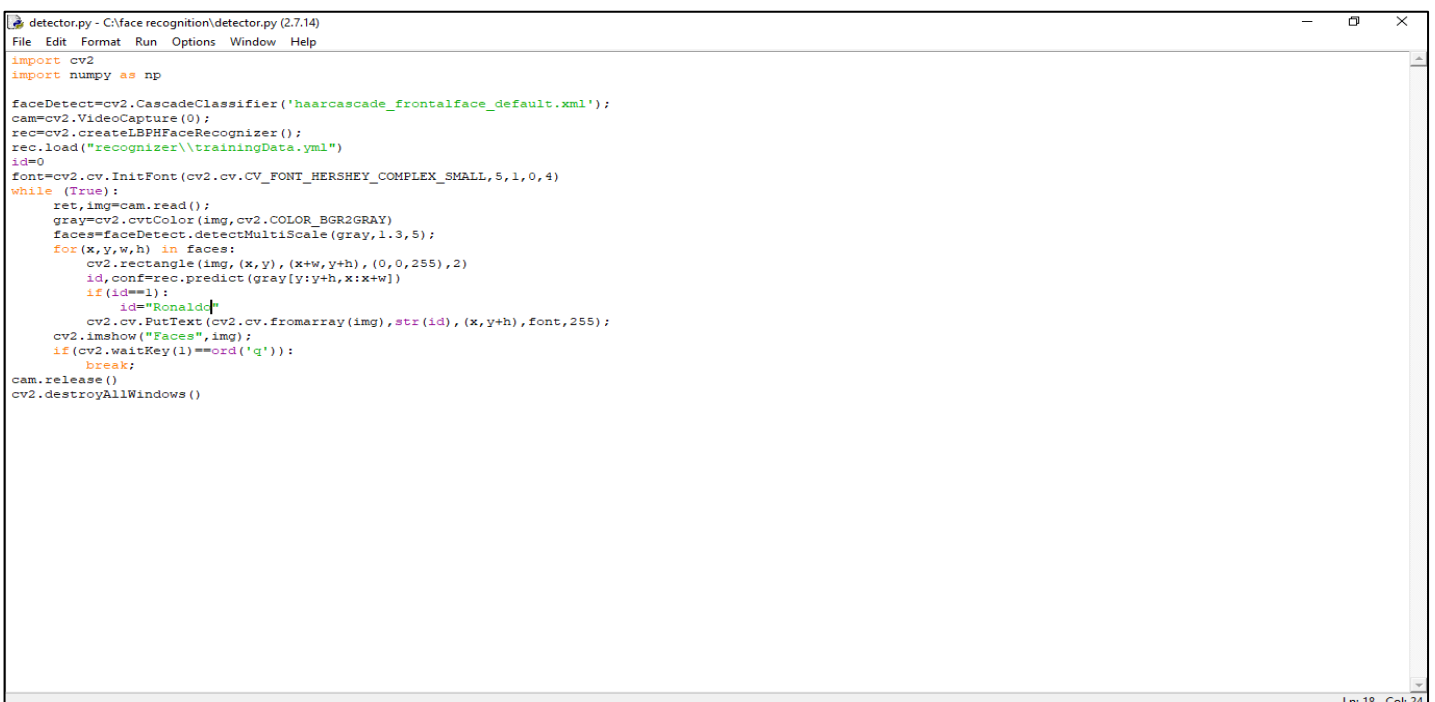 detector.py - C:\face recognition\detector.py (2.7.14)
File Edit Format Run Options Window Help
import cv2
import numpy as np

faceDetect=cv2.CascadeClassifier('haarcascade_frontalface_default.xml');
cam=cv2.VideoCapture(0);
rec=cv2.createLBPHFaceRecognizer();
rec.load("recognizer\\trainingData.yml")
id=0
font=cv2.cv.InitFont(cv2.cv.CV_FONT_HERSHEY_COMPLEX_SMALL,5,1,0,4)
while (True):
     ret,img=cam.read();
     gray=cv2.cvtColor(img,cv2.COLOR_BGR2GRAY)
     faces=faceDetect.detectMultiScale(gray,1.3,5);
     for(x,y,w,h) in faces:
         cv2.rectangle(img,(x,y),(x+w,y+h),(0,0,255),2)
         id,conf=rec.predict(gray[y:y+h,x:x+w])
         if(id==1):
             id="Ronaldo"
         cv2.cv.PutText(cv2.cv.fromarray(img),str(id),(x,y+h),font,255);
     cv2.imshow("Faces",img);
     if(cv2.waitKey(1)==ord('q')):
         break;
cam.release()
cv2.destroyAllWindows()
Ln: 18 Col: 24